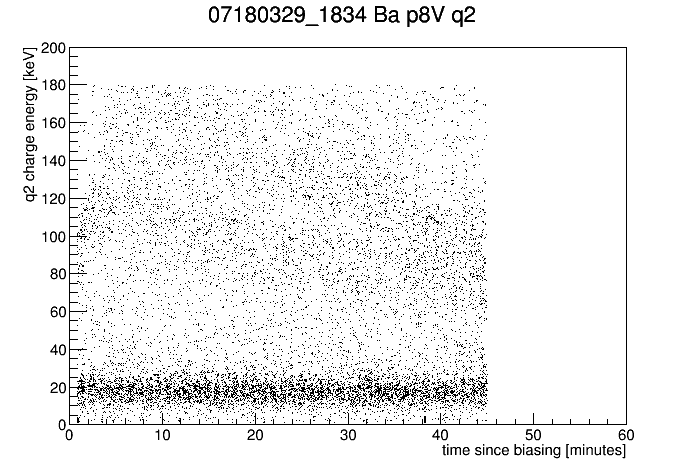 07180329_1834 Ba p8V q2
q2 charge energy [keV]
200
180
160
140
120
100
80
60
40
20
0
0 10 20 30 40 50 60
time since biasing [minutes]